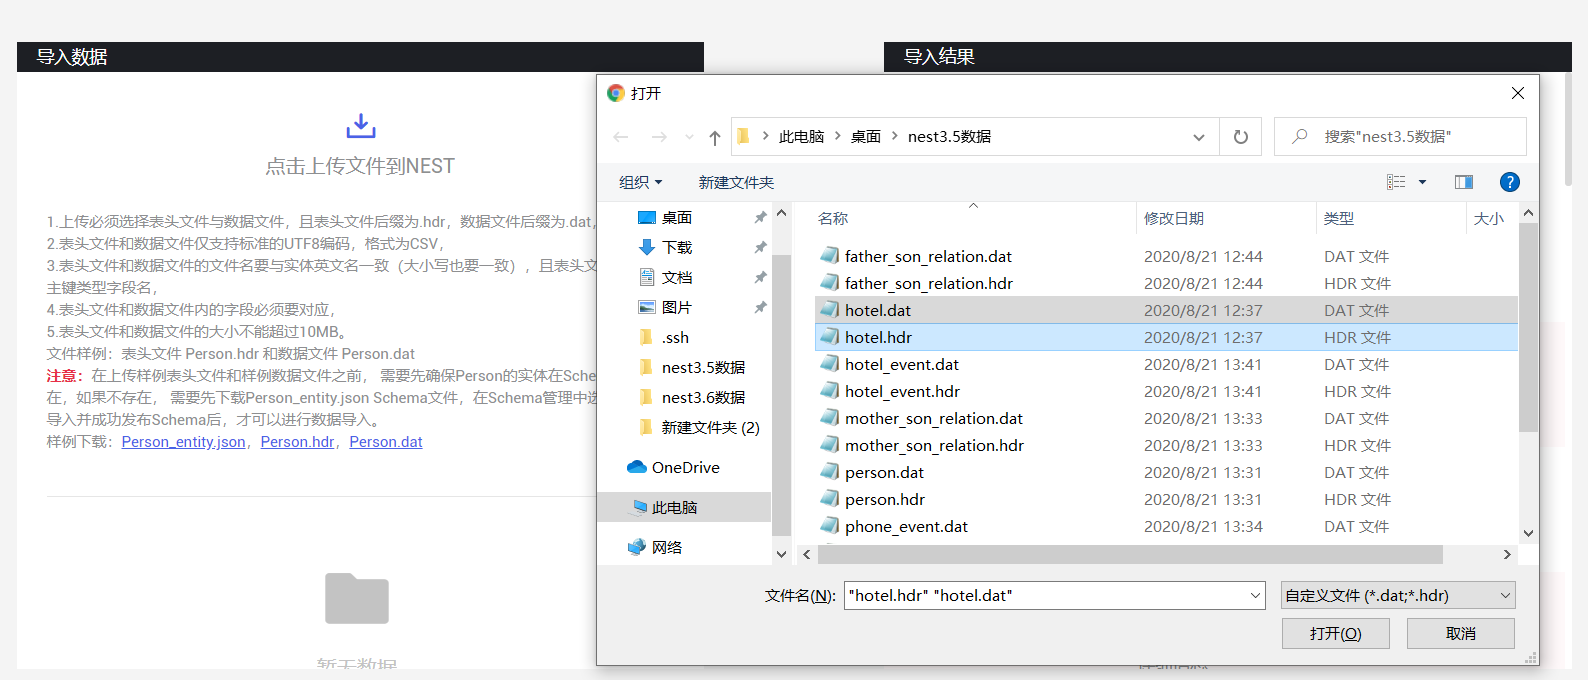 导入数据
导入结果
点击上传文件到NEST
1.上传必须选择表头文件与数据文件，且表头文件后缀为.hdr，数据文件后缀为.dat，
2.表头文件和数据文件仅支持标准的UTF8编码，格式为CSV，
3.表头文件和数据文件的文件名要与实体英文名一致（大小写也要一致），且表头文
主键类型字段名，
4.表头文件和数据文件内的字段必须要对应，
5.表头文件和数据文件的大小不能超过10MB。
文件样例：表头文件 Person.hdr 和数据文件 Person.dat
注意：在上传样例表头文件和样例数据文件之前， 需要先确保Person的实体在Sche
在，如果不存在， 需要先下载Person_entity.json Schema文件，在Schema管理中选
导入并成功发布Schema后，才可以进行数据导入。
样例下载：Person_entity.json，Person.hdr，Person.dat
暂无数据
打开
此电脑 > 桌面 > nest3.5数据
搜索"nest3.5数据"
组织
新建文件夹
桌面
下载
文档
图片
.ssh
nest3.5数据
nest3.6数据
新建文件夹 (2)
OneDrive
此电脑
网络
名称 修改日期 类型 大小
father_son_relation.dat 2020/8/21 12:44 DAT 文件
father_son_relation.hdr 2020/8/21 12:44 HDR 文件
hotel.dat 2020/8/21 12:37 DAT 文件
hotel.hdr 2020/8/21 12:37 HDR 文件
hotel_event.dat 2020/8/21 13:41 DAT 文件
hotel_event.hdr 2020/8/21 13:41 HDR 文件
mother_son_relation.dat 2020/8/21 13:33 DAT 文件
mother_son_relation.hdr 2020/8/21 13:33 HDR 文件
person.dat 2020/8/21 13:31 DAT 文件
person.hdr 2020/8/21 13:31 HDR 文件
phone_event.dat 2020/8/21 13:34 DAT 文件
文件名(N): "hotel.hdr" "hotel.dat"
自定义文件 (*.dat;*.hdr)
打开(O)
取消